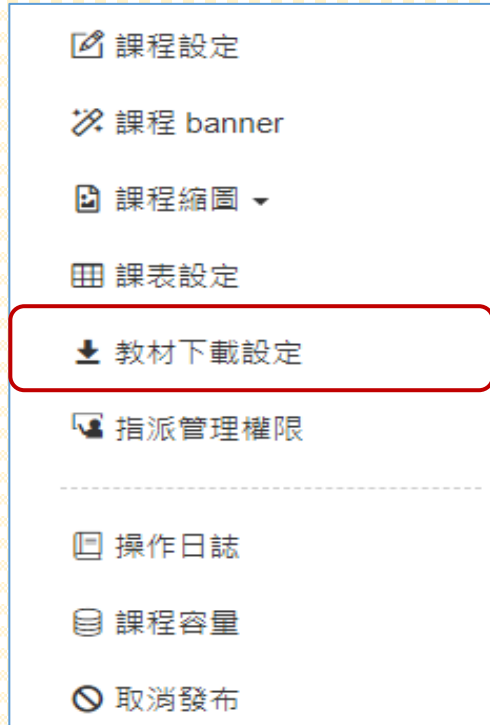 課程設定
課程 banner
課程縮圖
課表設定
教材下載設定
指派管理權限
操作日誌
課程容量
取消發布